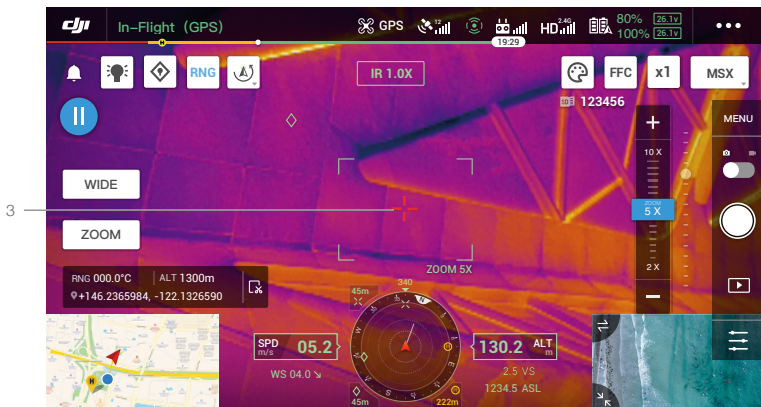 dji In-Flight (GPS) GPS 12 HD 2.4G 80% 26.1v
100% 26.1v
19:29
RNG IR 1.0X FFC x1 MSX
123456
MENU
10 X
WIDE
ZOOM
5 X
3
ZOOM
2 X
ZOOM 5X
RNG 000.0°C ALT 1300m
+146.2365984, -122.1326590
45m 340
N
W
E
S
SPD
m/s
05.2
130.2 ALT
m
WS 04.0
2.5 VS
1234.5 ASL
H
45m 222m